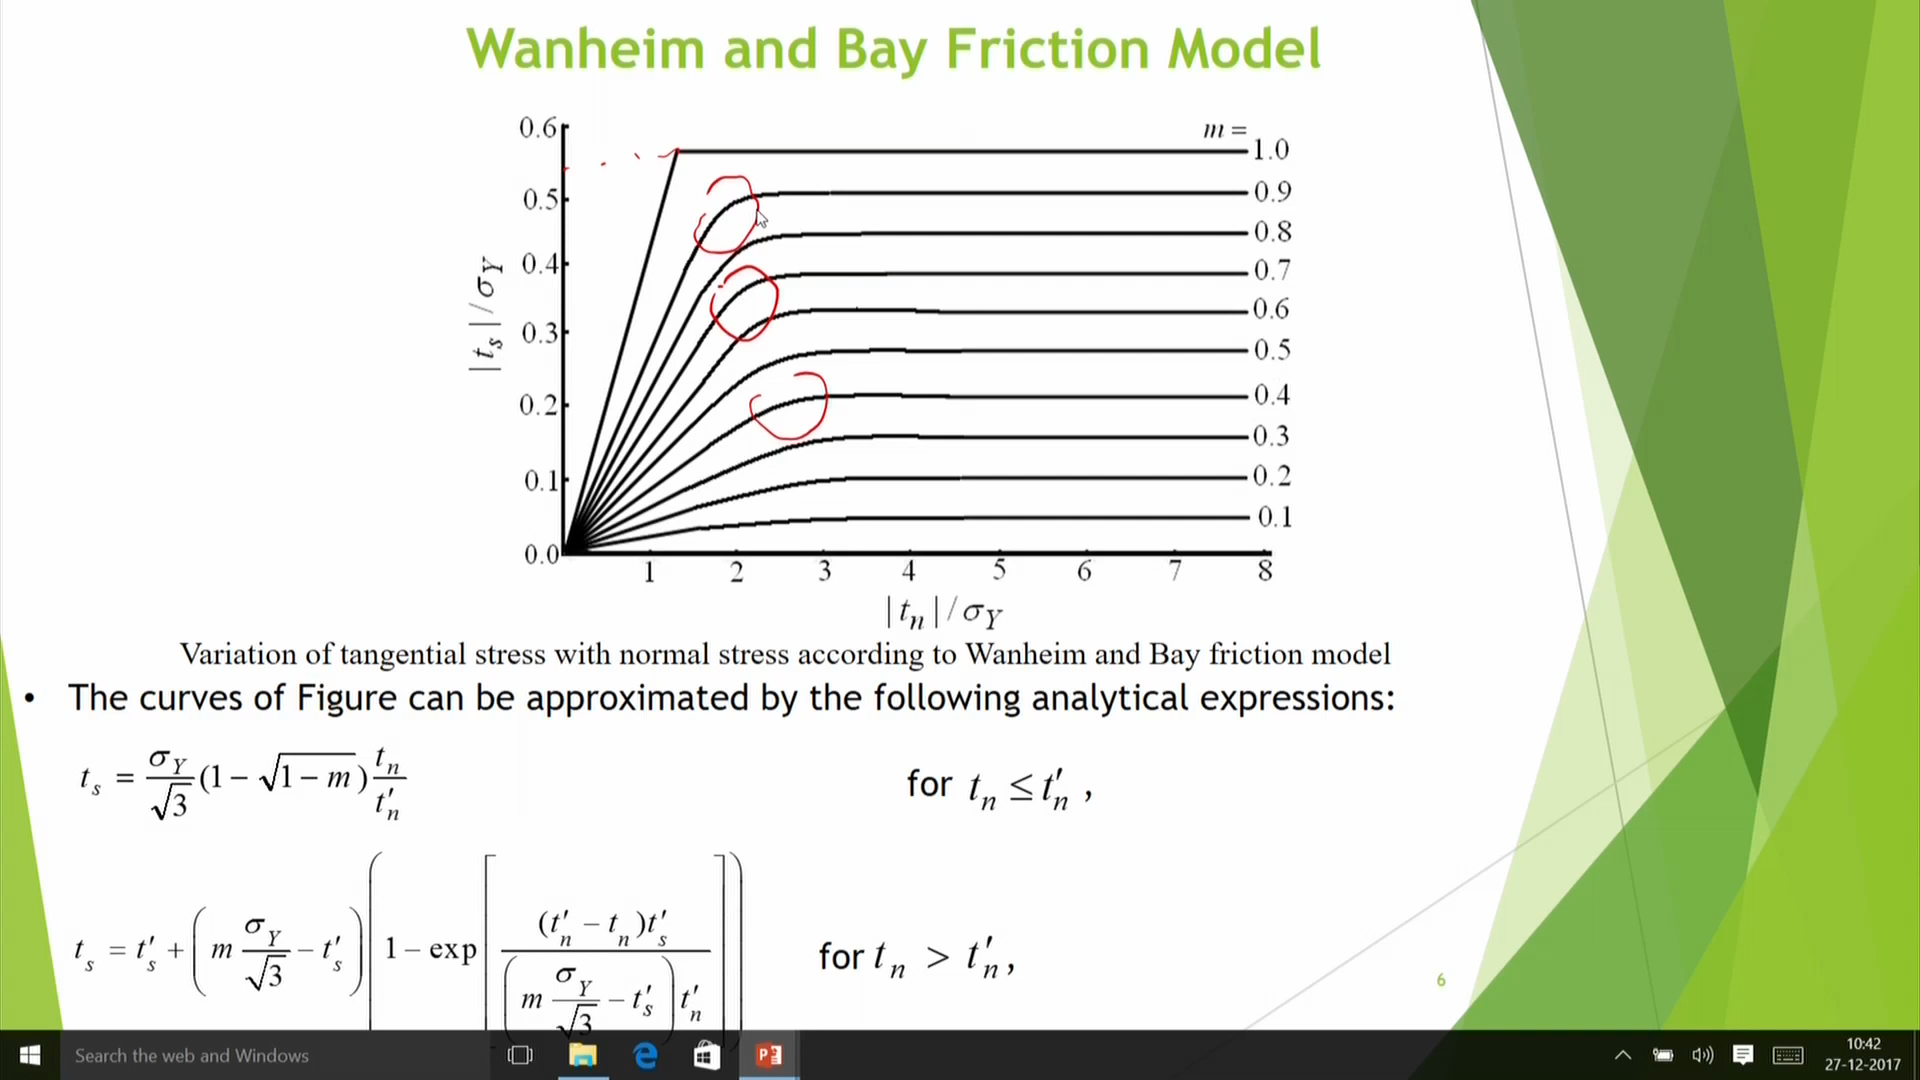 Wanheim and Bay Friction Model
m =
0.6
1.0
0.5
0.9
0.8
0.4
0.7
0.6
0.3
0.5
0.2
0.4
0.3
0.1
0.2
0.1
0.0
|t_s| / σ_Y
1 2 3 4 5 6 7 8
|t_n| / σ_Y
Variation of tangential stress with normal stress according to Wanheim and Bay friction model
• The curves of Figure can be approximated by the following analytical expressions:
t_s = σ_Y/√3 (1 − √(1 − m)) t_n/t′_n for t_n ≤ t′_n ,
t_s = t′_s + (m σ_Y/√3 − t′_s) (1 − exp [ (t′_n − t_n)t′_s / (m σ_Y/√3 − t′_s) t′_n ]) for t_n > t′_n,
6
Search the web and Windows
10:42
27-12-2017